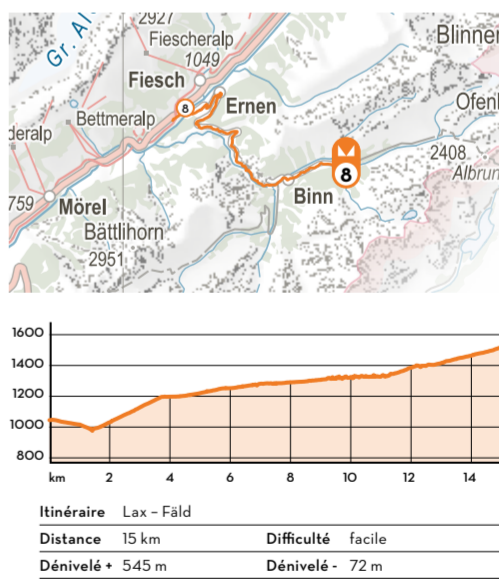 2927
Gr. Al
Fiescheralp
1049
Blinne
Fiesch
8
Ernen
Ofen
Bettmeralp
deralp
2408
8
Albrun
759
Mörel
Binn
Bättlihorn
2951
1600
1400
1200
1000
800
km 2 4 6 8 10 12 14
Itinéraire Lax – Fäld
Distance 15 km Difficulté facile
Dénivelé + 545 m Dénivelé - 72 m